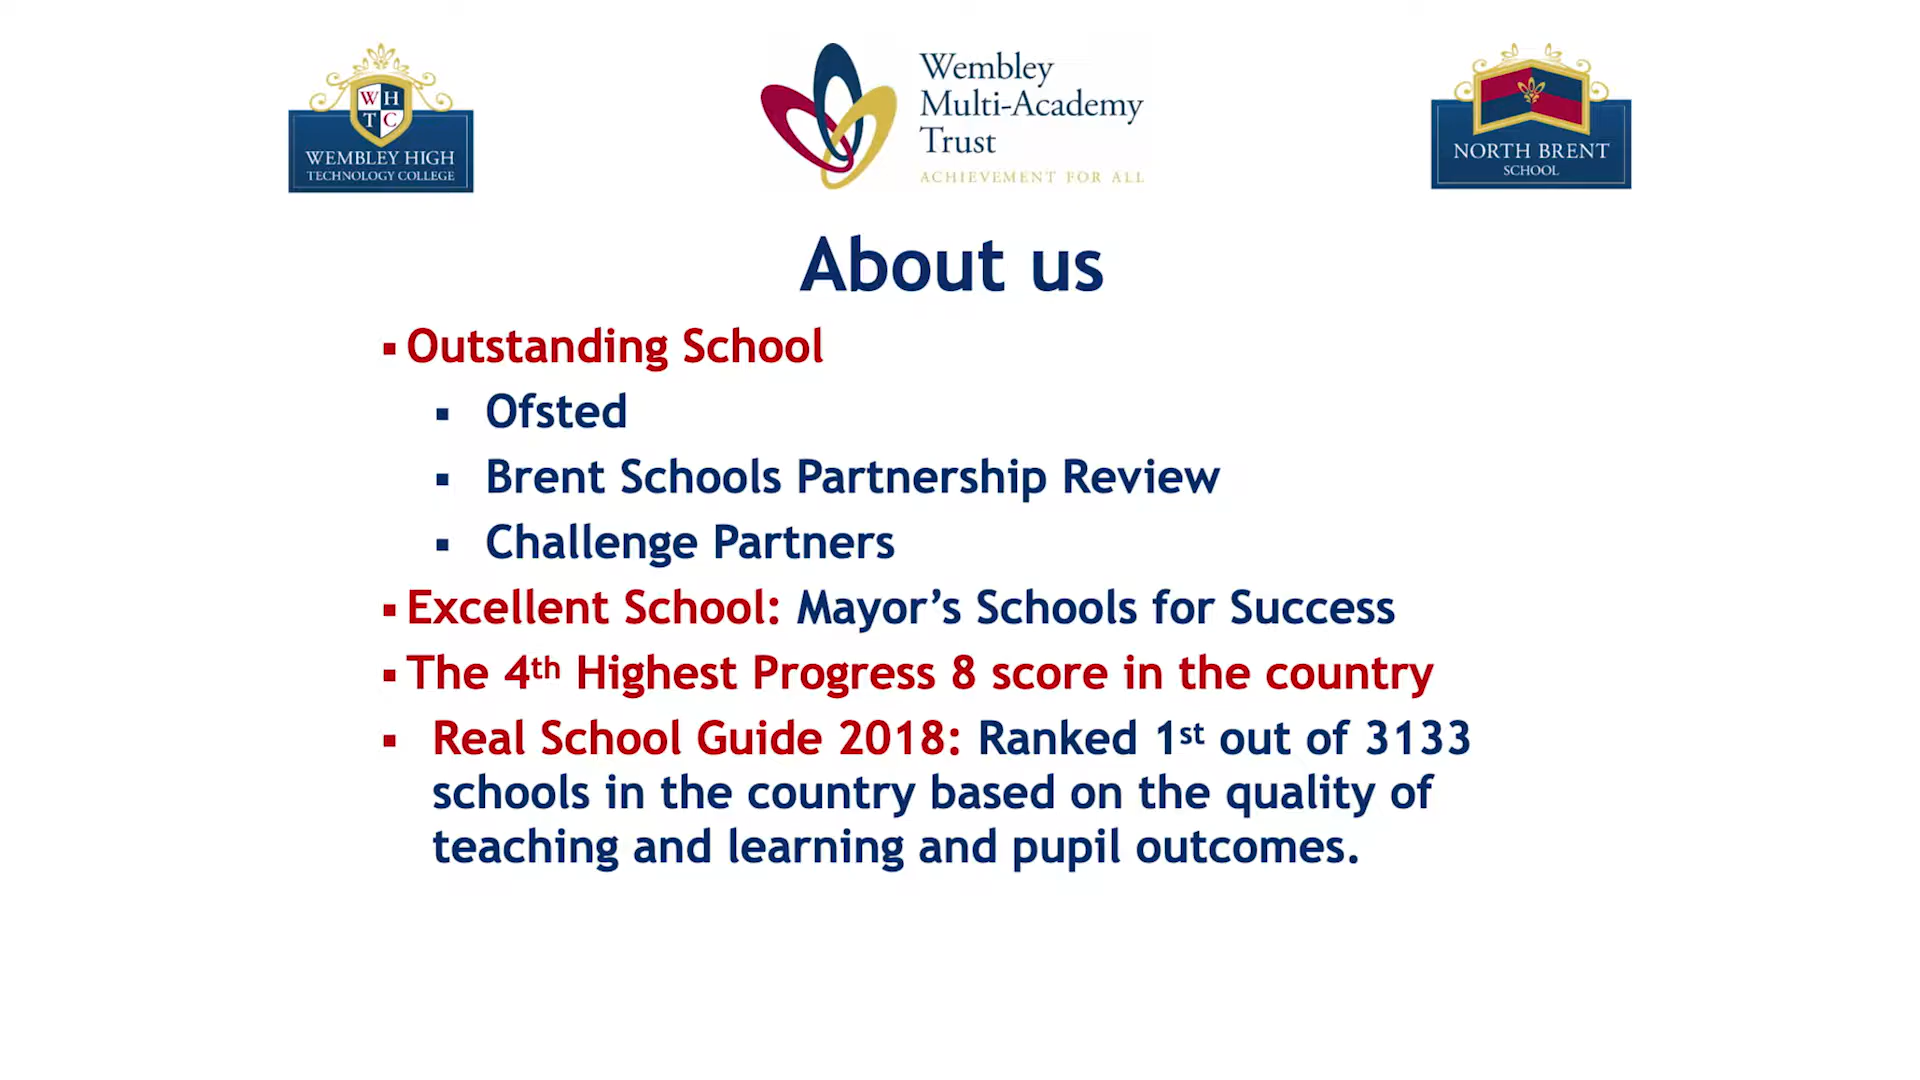 WH
TC
WEMBLEY HIGH
TECHNOLOGY COLLEGE
Wembley
Multi-Academy
Trust
ACHIEVEMENT FOR ALL
NORTH BRENT
SCHOOL
About us
▪ Outstanding School
▪ Ofsted
▪ Brent Schools Partnership Review
▪ Challenge Partners
▪ Excellent School: Mayor’s Schools for Success
▪ The 4th Highest Progress 8 score in the country
▪ Real School Guide 2018: Ranked 1st out of 3133
schools in the country based on the quality of
teaching and learning and pupil outcomes.